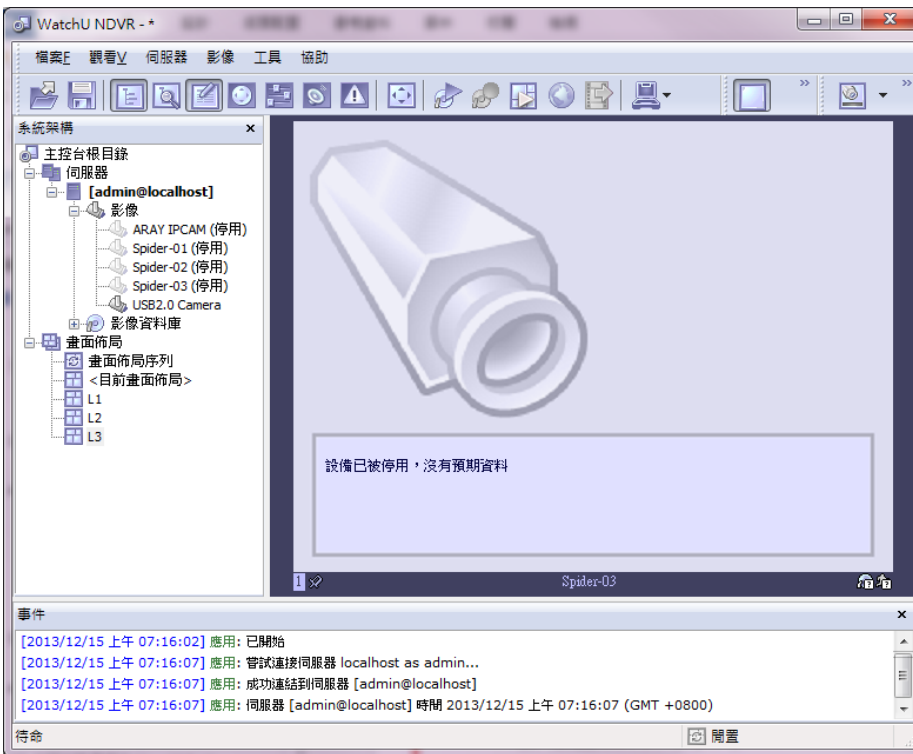 WatchU NDVR - *
檔案E 觀看V 伺服器 影像 工具 協助
系統架構
主控台根目錄
伺服器
[admin@localhost]
影像
ARAY IPCAM (停用)
Spider-01 (停用)
Spider-02 (停用)
Spider-03 (停用)
USB2.0 Camera
影像資料庫
畫面佈局
畫面佈局序列
<目前畫面佈局>
L1
L2
L3
設備已被停用，沒有預期資料
1
Spider-03
事件
[2013/12/15 上午 07:16:02] 應用: 已開始
[2013/12/15 上午 07:16:07] 應用: 嘗試連接伺服器 localhost as admin...
[2013/12/15 上午 07:16:07] 應用: 成功連結到伺服器 [admin@localhost]
[2013/12/15 上午 07:16:07] 應用: 伺服器 [admin@localhost] 時間 2013/12/15 上午 07:16:07 (GMT +0800)
待命
閒置